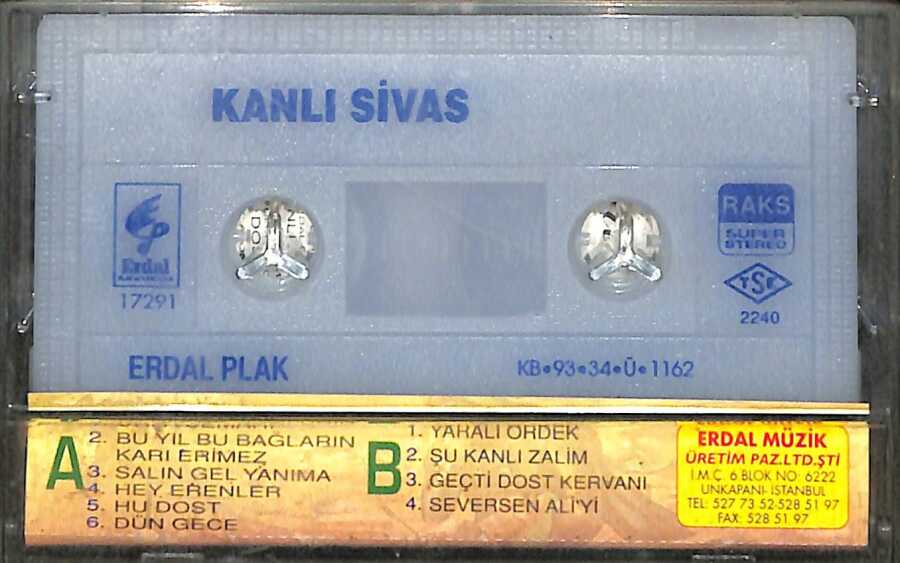 KANLI SİVAS
Erdal
17291
RAKS
SUPER
STEREO
TSE
2240
ERDAL PLAK
KB•93•34•Ü•1162
A
2. BU YIL BU BAGLARIN
KARI ERİMEZ
3. SALIN GEL YANIMA
4. HEY ERENLER
5. HU DOST
6. DÜN GECE
B
1. YARALI ÖRDEK
2. ŞU KANLI ZALİM
3. GEÇTİ DOST KERVANI
4. SEVERSEN ALİ'Yİ
ERDAL MÜZİK
ÜRETİM PAZ.LTD.ŞTİ
İ.M.Ç. 6 BLOK NO: 6222
UNKAPANI- İSTANBUL
TEL: 527 73 52-528 51 97
FAX: 528 51 97